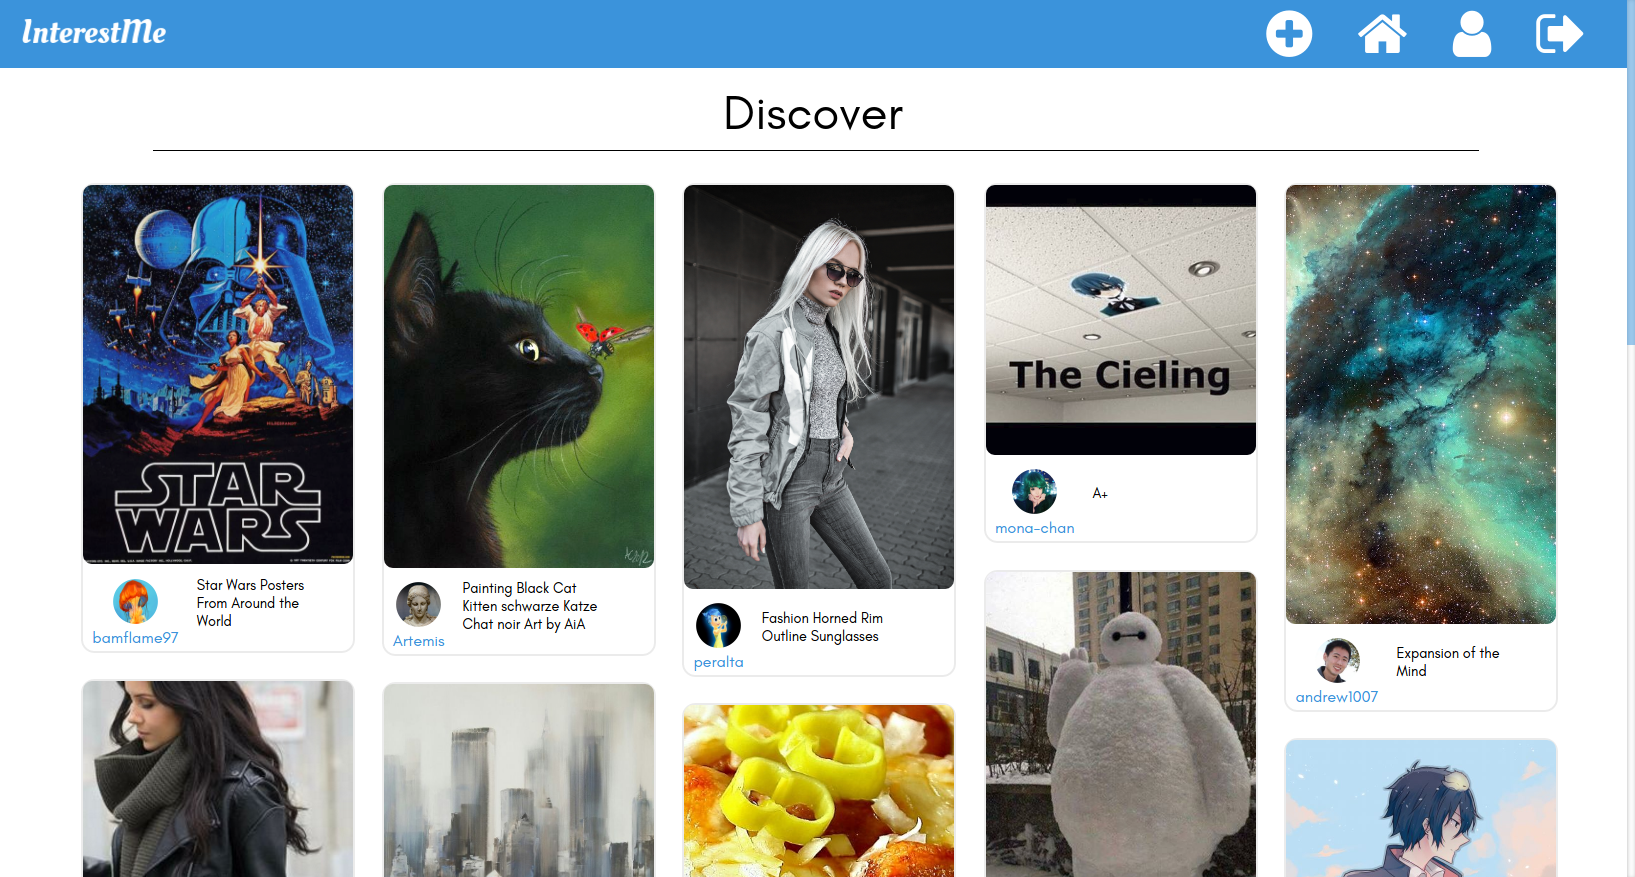 InterestMe
Discover
STAR
WARS
Star Wars Posters
From Around the
World
bamflame97
Painting Black Cat
Kitten schwarze Katze
Chat noir Art by AiA
Artemis
Fashion Horned Rim
Outline Sunglasses
peralta
The Cieling
A+
mona-chan
Expansion of the
Mind
andrew1007